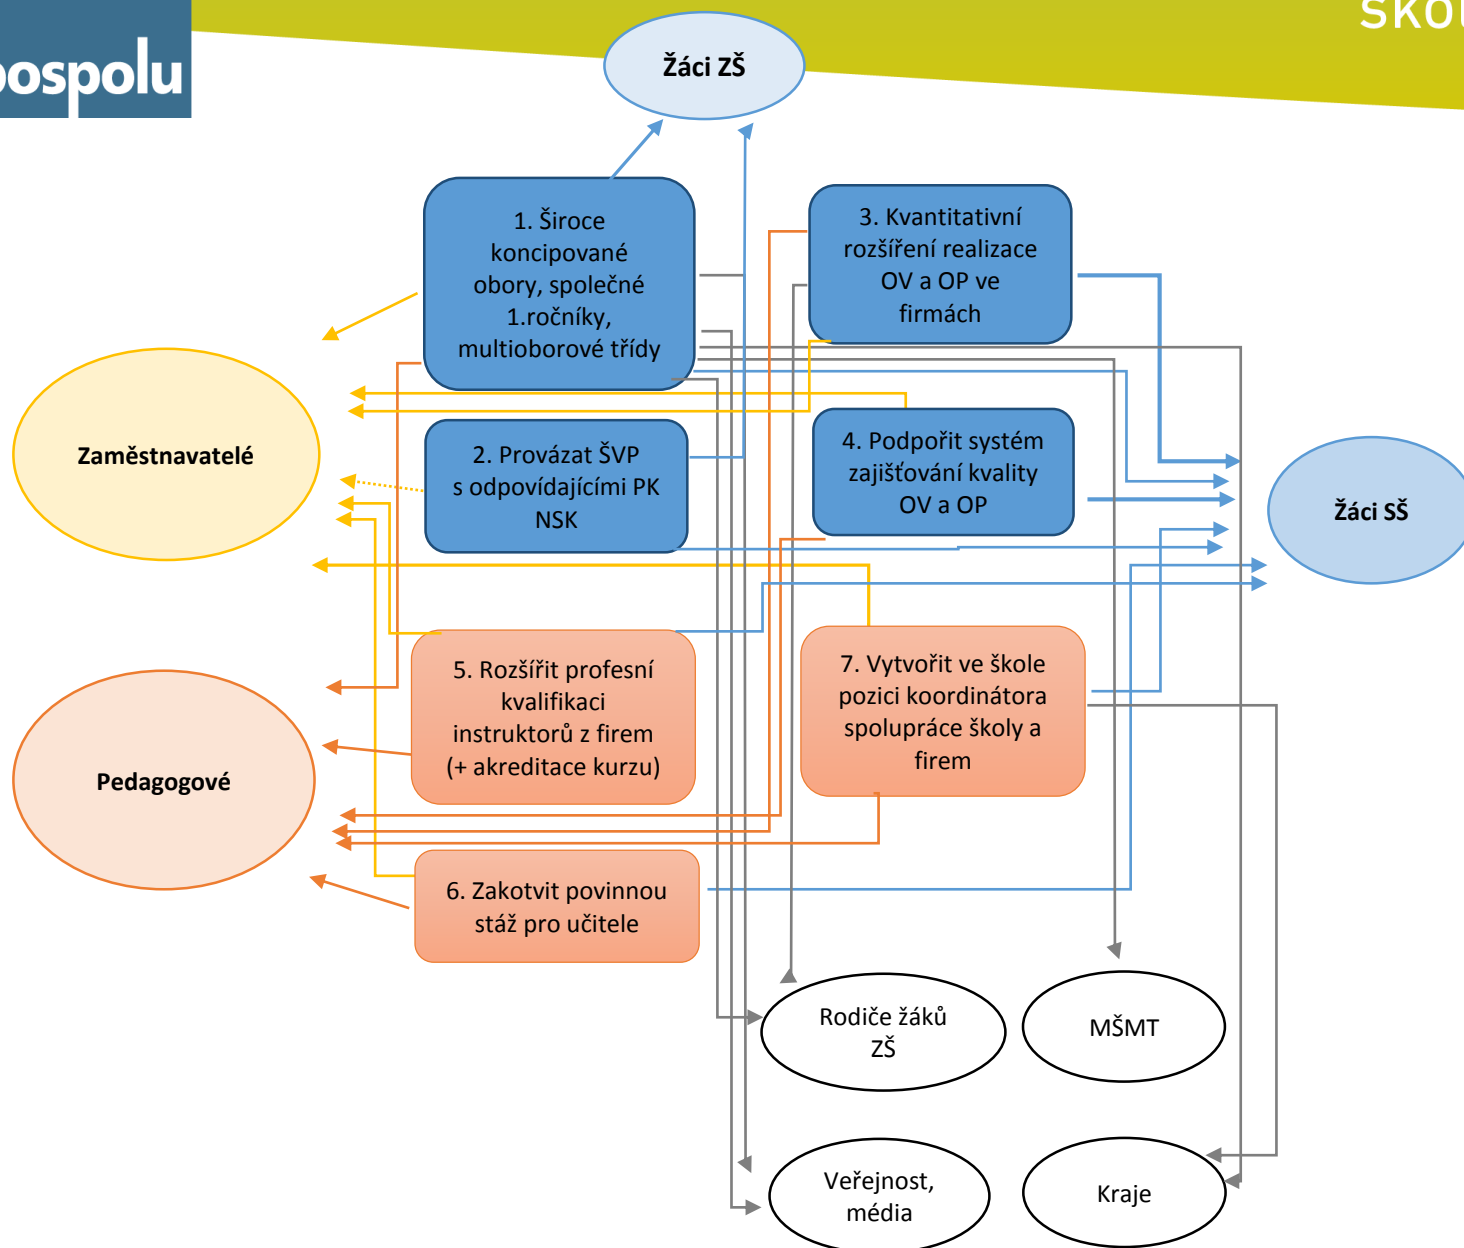 pospolu
Žáci ZŠ
1. Široce
koncipované
obory, společné
1.ročníky,
multioborové třídy
3. Kvantitativní
rozšíření realizace
OV a OP ve
firmách
Zaměstnavatelé
2. Provázat ŠVP
s odpovídajícími PK
NSK
4. Podpořit systém
zajišťování kvality
OV a OP
Žáci SŠ
5. Rozšířit profesní
kvalifikaci
instruktorů z firem
(+ akreditace kurzu)
7. Vytvořit ve škole
pozici koordinátora
spolupráce školy a
firem
Pedagogové
6. Zakotvit povinnou
stáž pro učitele
Rodiče žáků
ZŠ
MŠMT
Veřejnost,
média
Kraje